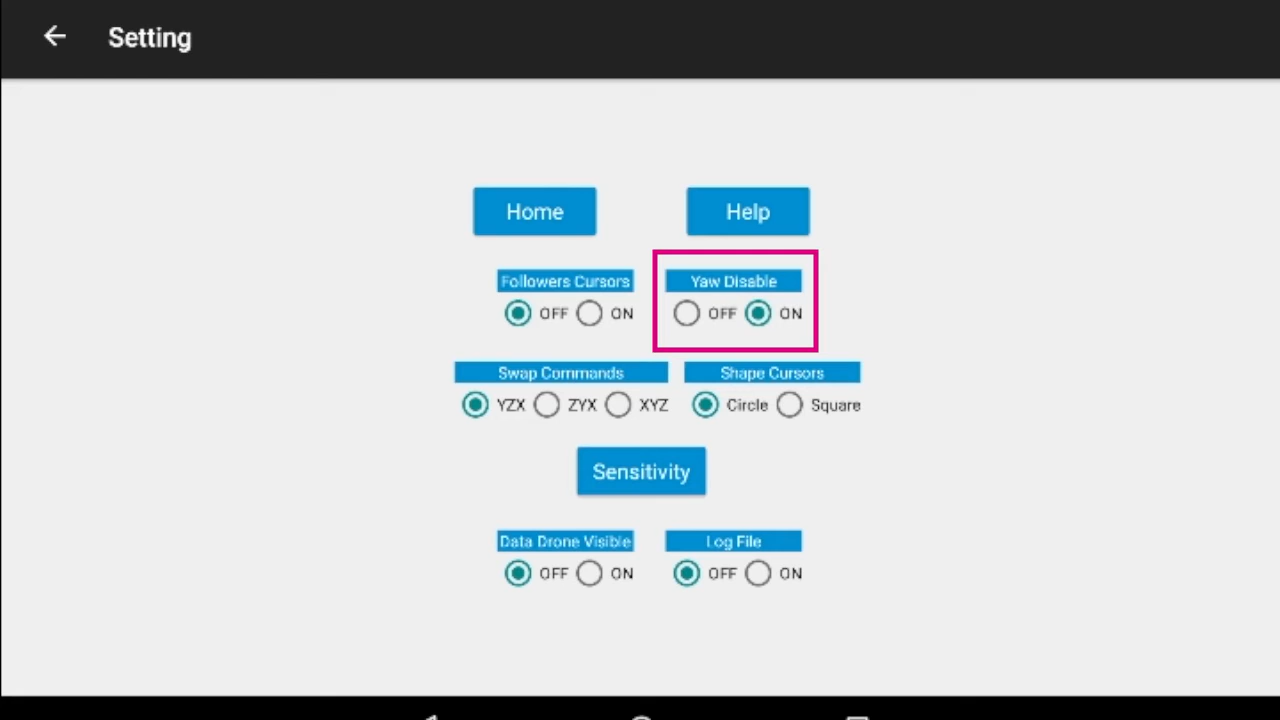 Setting
Home
Help
Followers Cursors
Yaw Disable
OFF ON
OFF ON
Swap Commands
Shape Cursors
YZX ZYX XYZ
Circle Square
Sensitivity
Data Drone Visible
Log File
OFF ON
OFF ON